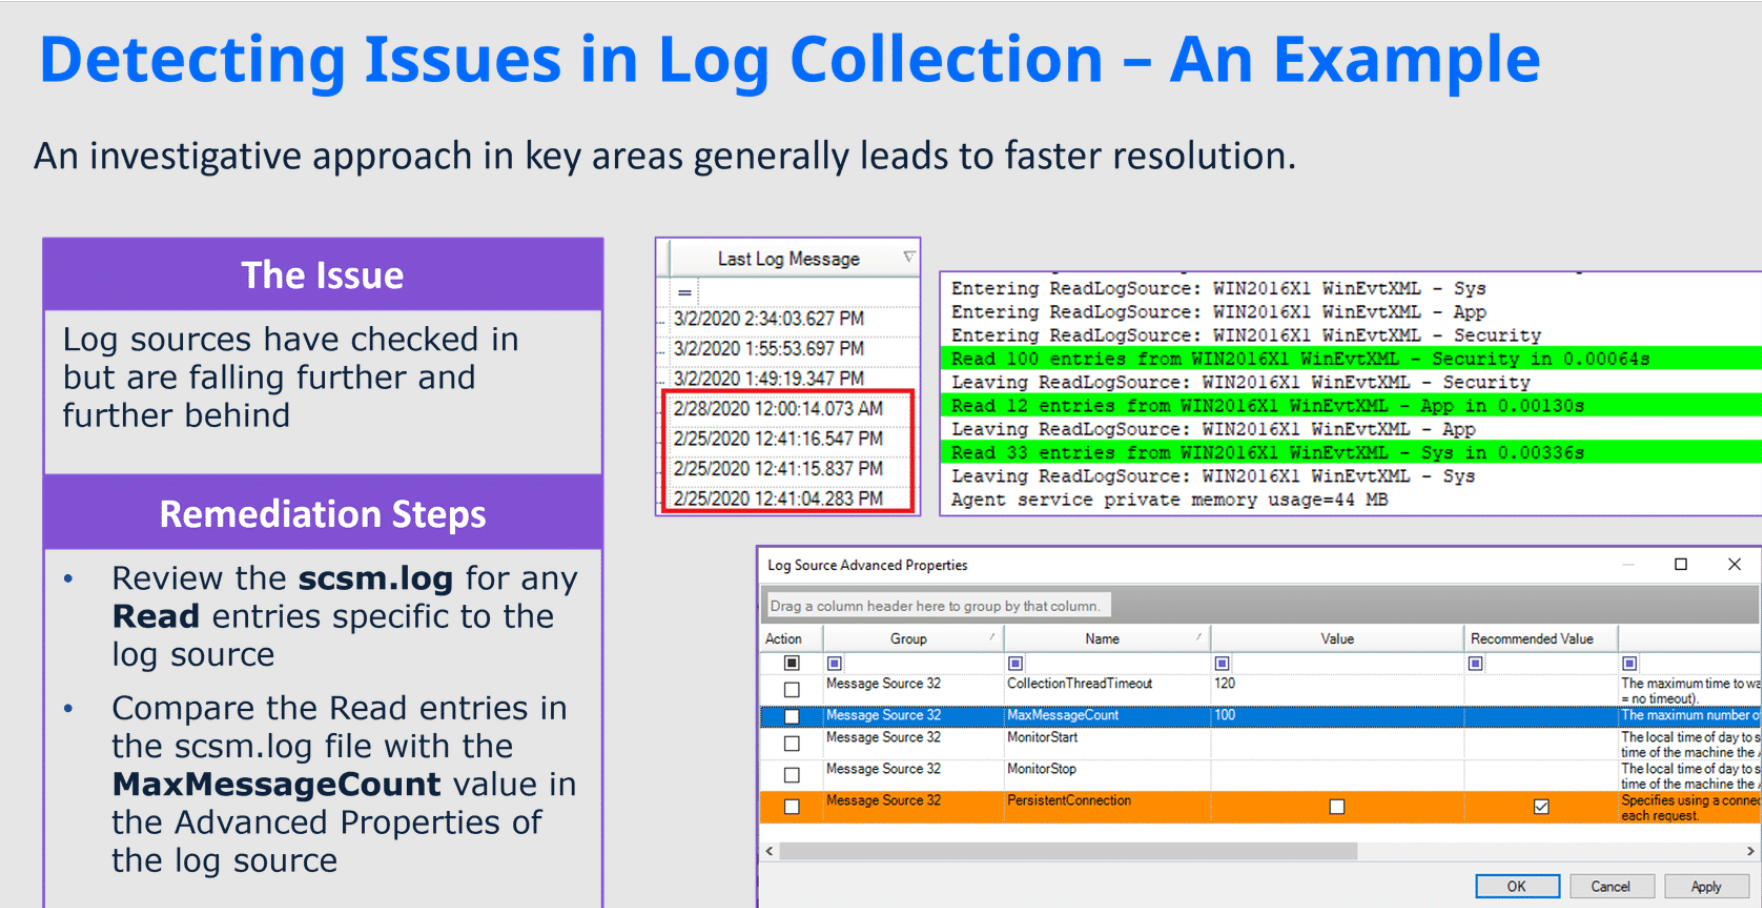 Detecting Issues in Log Collection – An Example
An investigative approach in key areas generally leads to faster resolution.
The Issue
Log sources have checked in
but are falling further and
further behind
Remediation Steps
• Review the scsm.log for any
Read entries specific to the
log source
• Compare the Read entries in
the scsm.log file with the
MaxMessageCount value in
the Advanced Properties of
the log source
Last Log Message
=
3/2/2020 2:34:03.627 PM
3/2/2020 1:55:53.697 PM
3/2/2020 1:49:19.347 PM
2/28/2020 12:00:14.073 AM
2/25/2020 12:41:16.547 PM
2/25/2020 12:41:15.837 PM
2/25/2020 12:41:04.283 PM
Entering ReadLogSource: WIN2016X1 WinEvtXML - Sys
Entering ReadLogSource: WIN2016X1 WinEvtXML - App
Entering ReadLogSource: WIN2016X1 WinEvtXML - Security
Read 100 entries from WIN2016X1 WinEvtXML - Security in 0.00064s
Leaving ReadLogSource: WIN2016X1 WinEvtXML - Security
Read 12 entries from WIN2016X1 WinEvtXML - App in 0.00130s
Leaving ReadLogSource: WIN2016X1 WinEvtXML - App
Read 33 entries from WIN2016X1 WinEvtXML - Sys in 0.00336s
Leaving ReadLogSource: WIN2016X1 WinEvtXML - Sys
Agent service private memory usage=44 MB
Log Source Advanced Properties
Drag a column header here to group by that column.
Action Group Name Value Recommended Value
Message Source 32 CollectionThreadTimeout 120 The maximum time to wa
= no timeout).
Message Source 32 MaxMessageCount 100 The maximum number o
Message Source 32 MonitorStart The local time of day to s
time of the machine the
Message Source 32 MonitorStop The local time of day to s
time of the machine the
Message Source 32 PersistentConnection Specifies using a connec
each request.
OK Cancel Apply